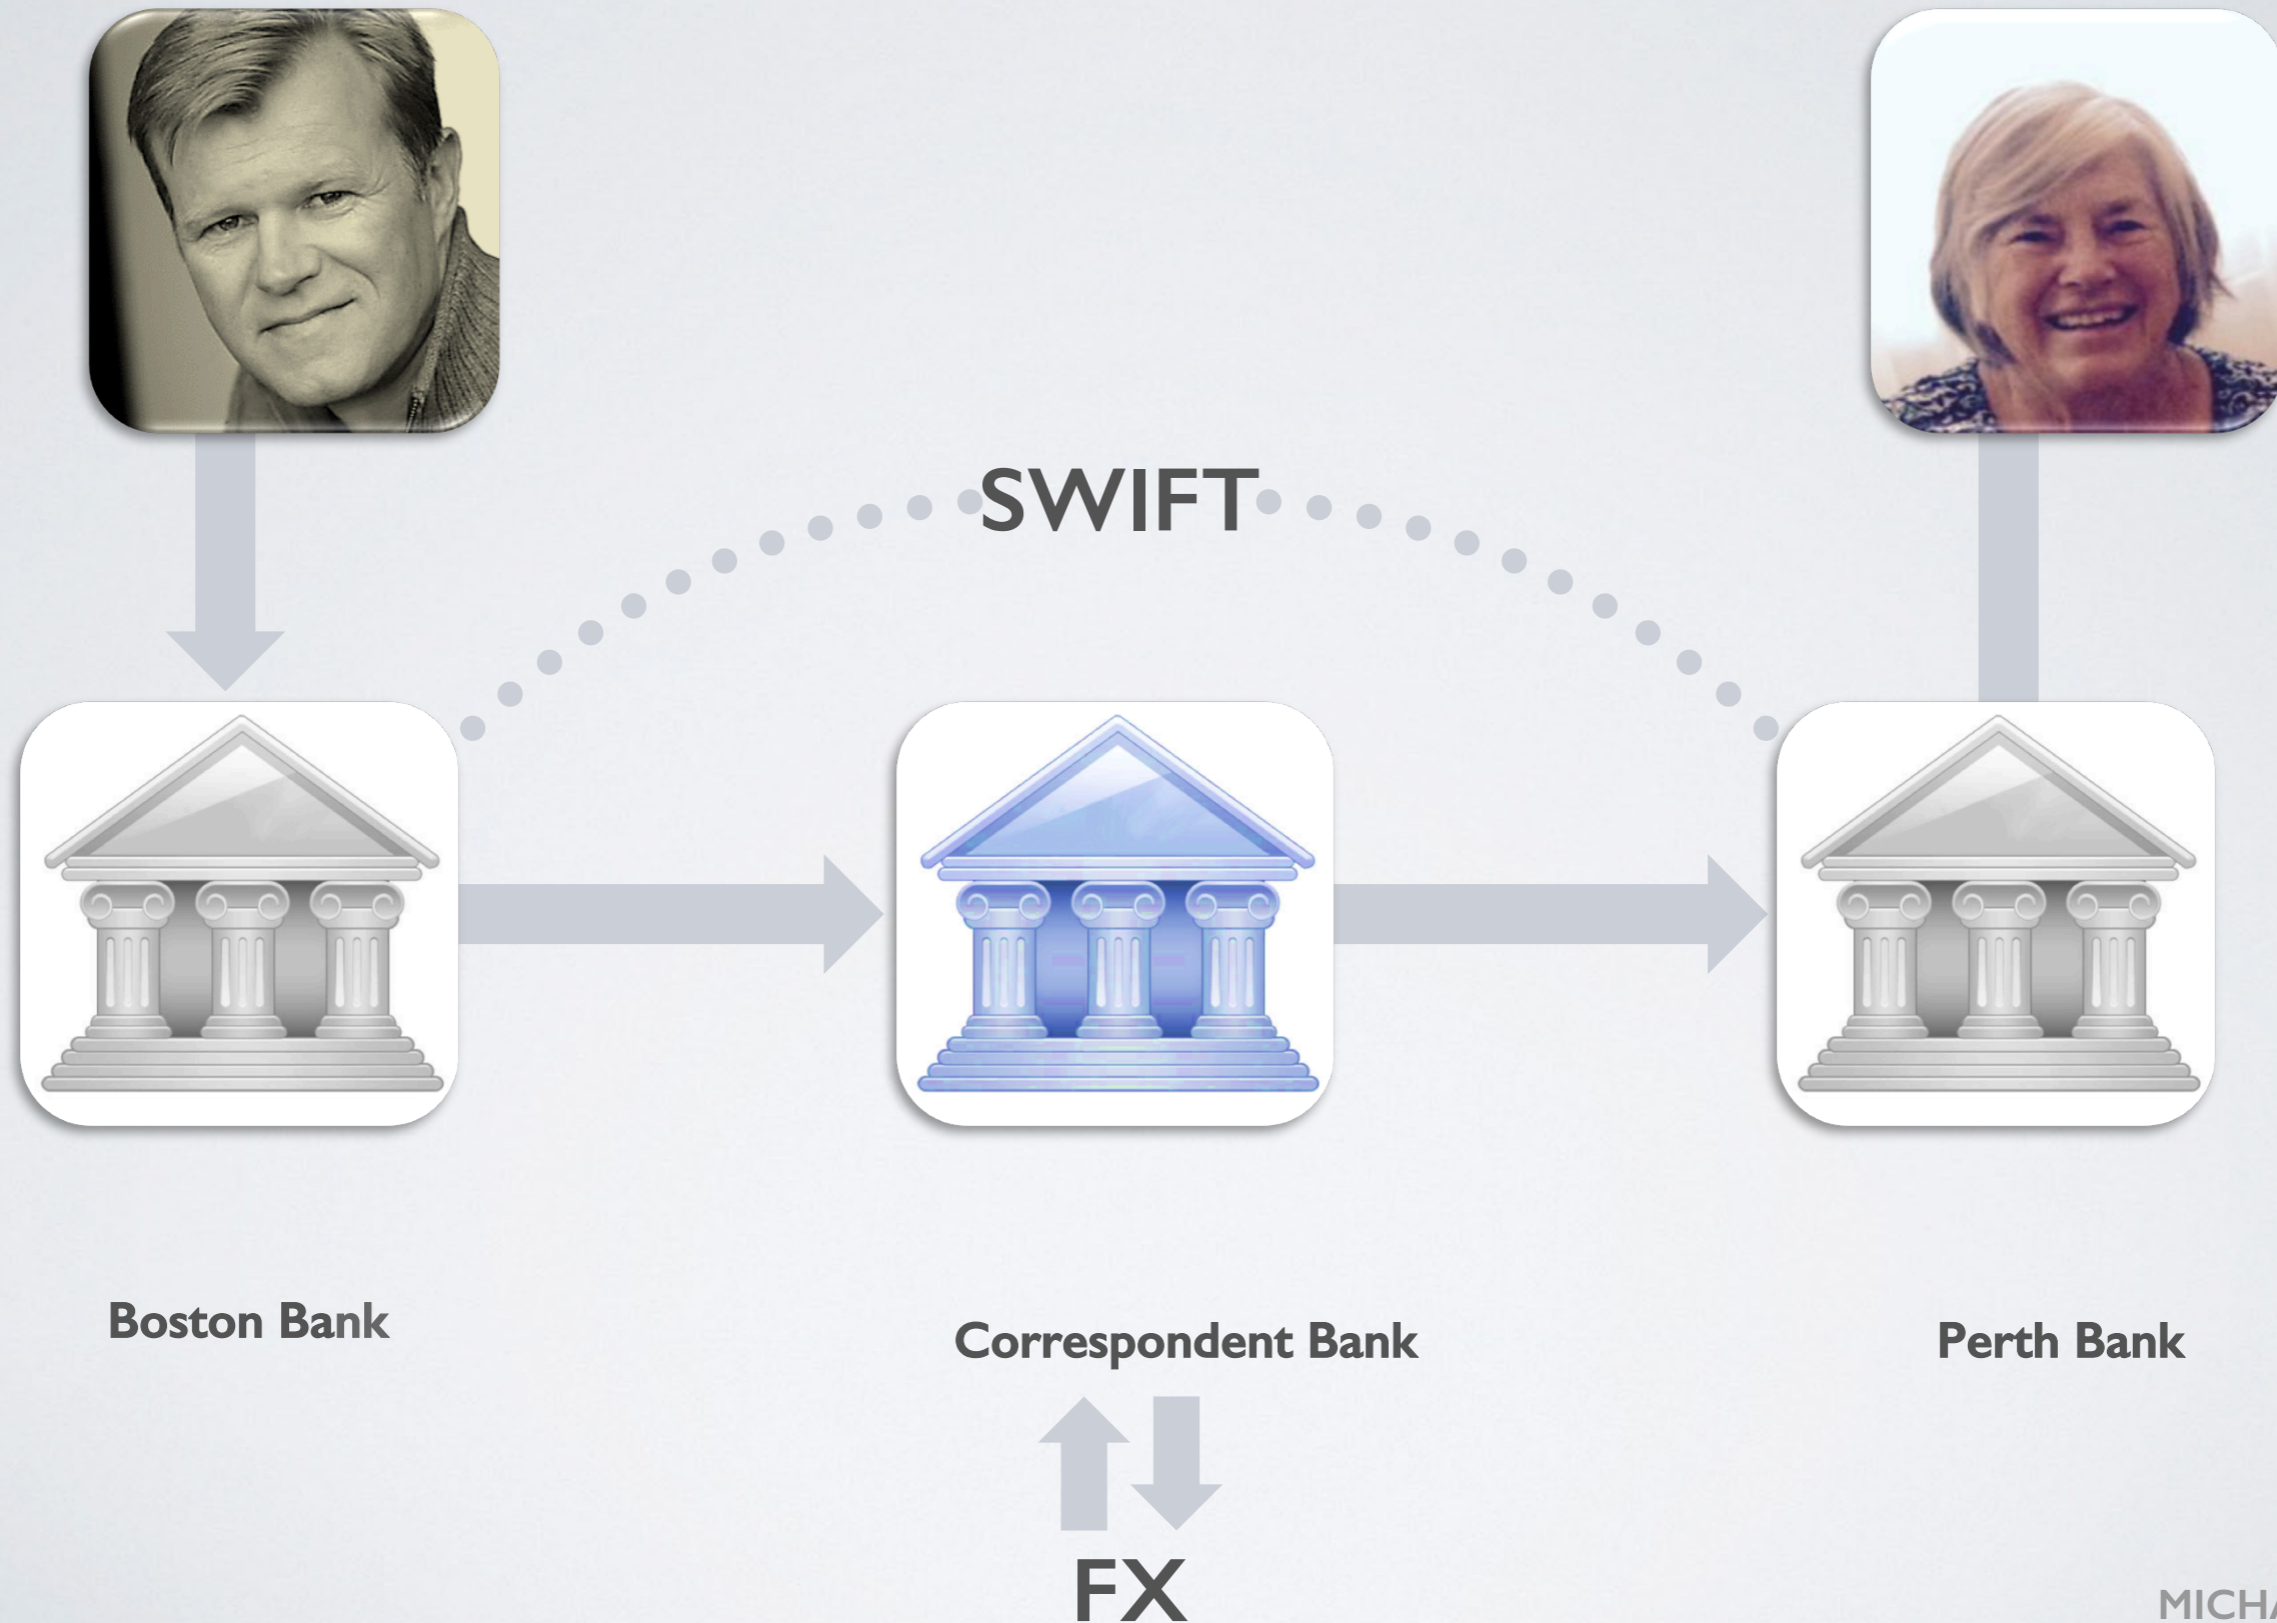 SWIFT
Boston Bank
Correspondent Bank
Perth Bank
FX